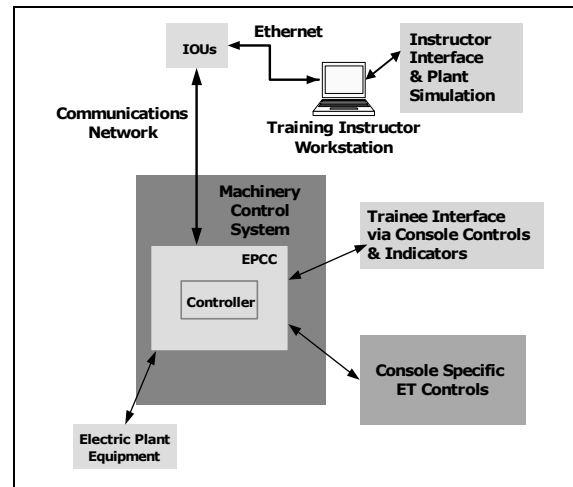 Ethernet
IOUs
Instructor
Interface
& Plant
Simulation
Communications
Network
Training Instructor
Workstation
Machinery
Control
System
EPCC
Controller
Trainee Interface
via Console Controls
& Indicators
Console Specific
ET Controls
Electric Plant
Equipment